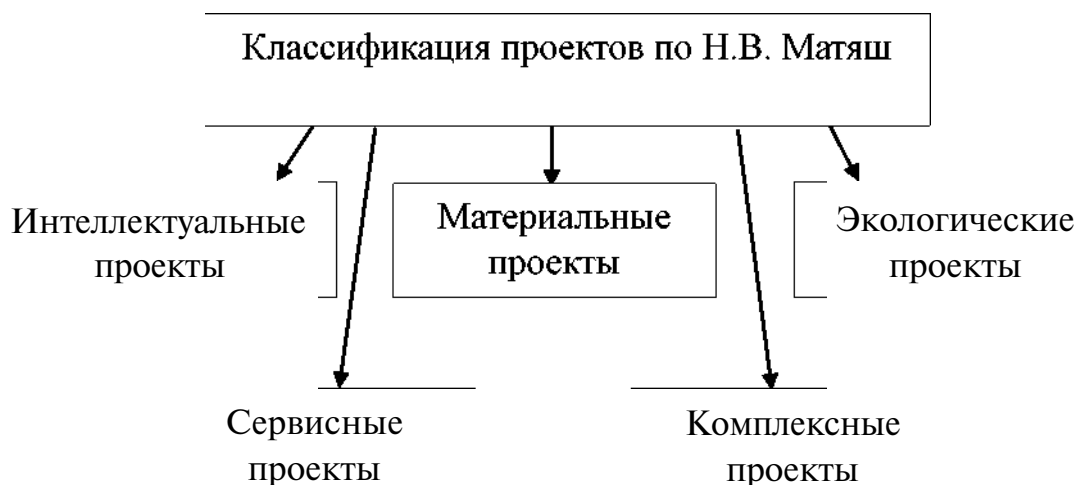 Классификация проектов по Н.В. Матяш
Интеллектуальные
проекты
Материальные
проекты
Экологические
проекты
Сервисные
проекты
Комплексные
проекты